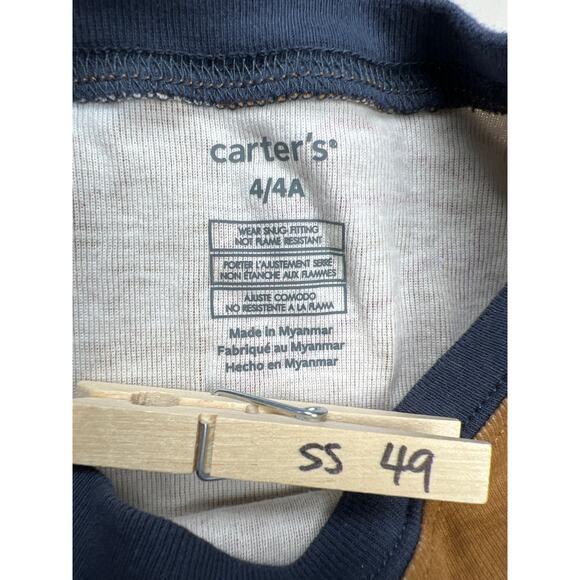 carter's®
4/4A
WEAR SNUG FITTING
NOT FLAME RESISTANT
PORTER L'AJUSTEMENT SERRÉ
NON ÉTANCHE AUX FLAMMES
AJUSTE COMODO
NO RESISTENTE A LA FLAMA
Made in Myanmar
Fabriqué au Myanmar
Hecho en Myanmar
SS 49